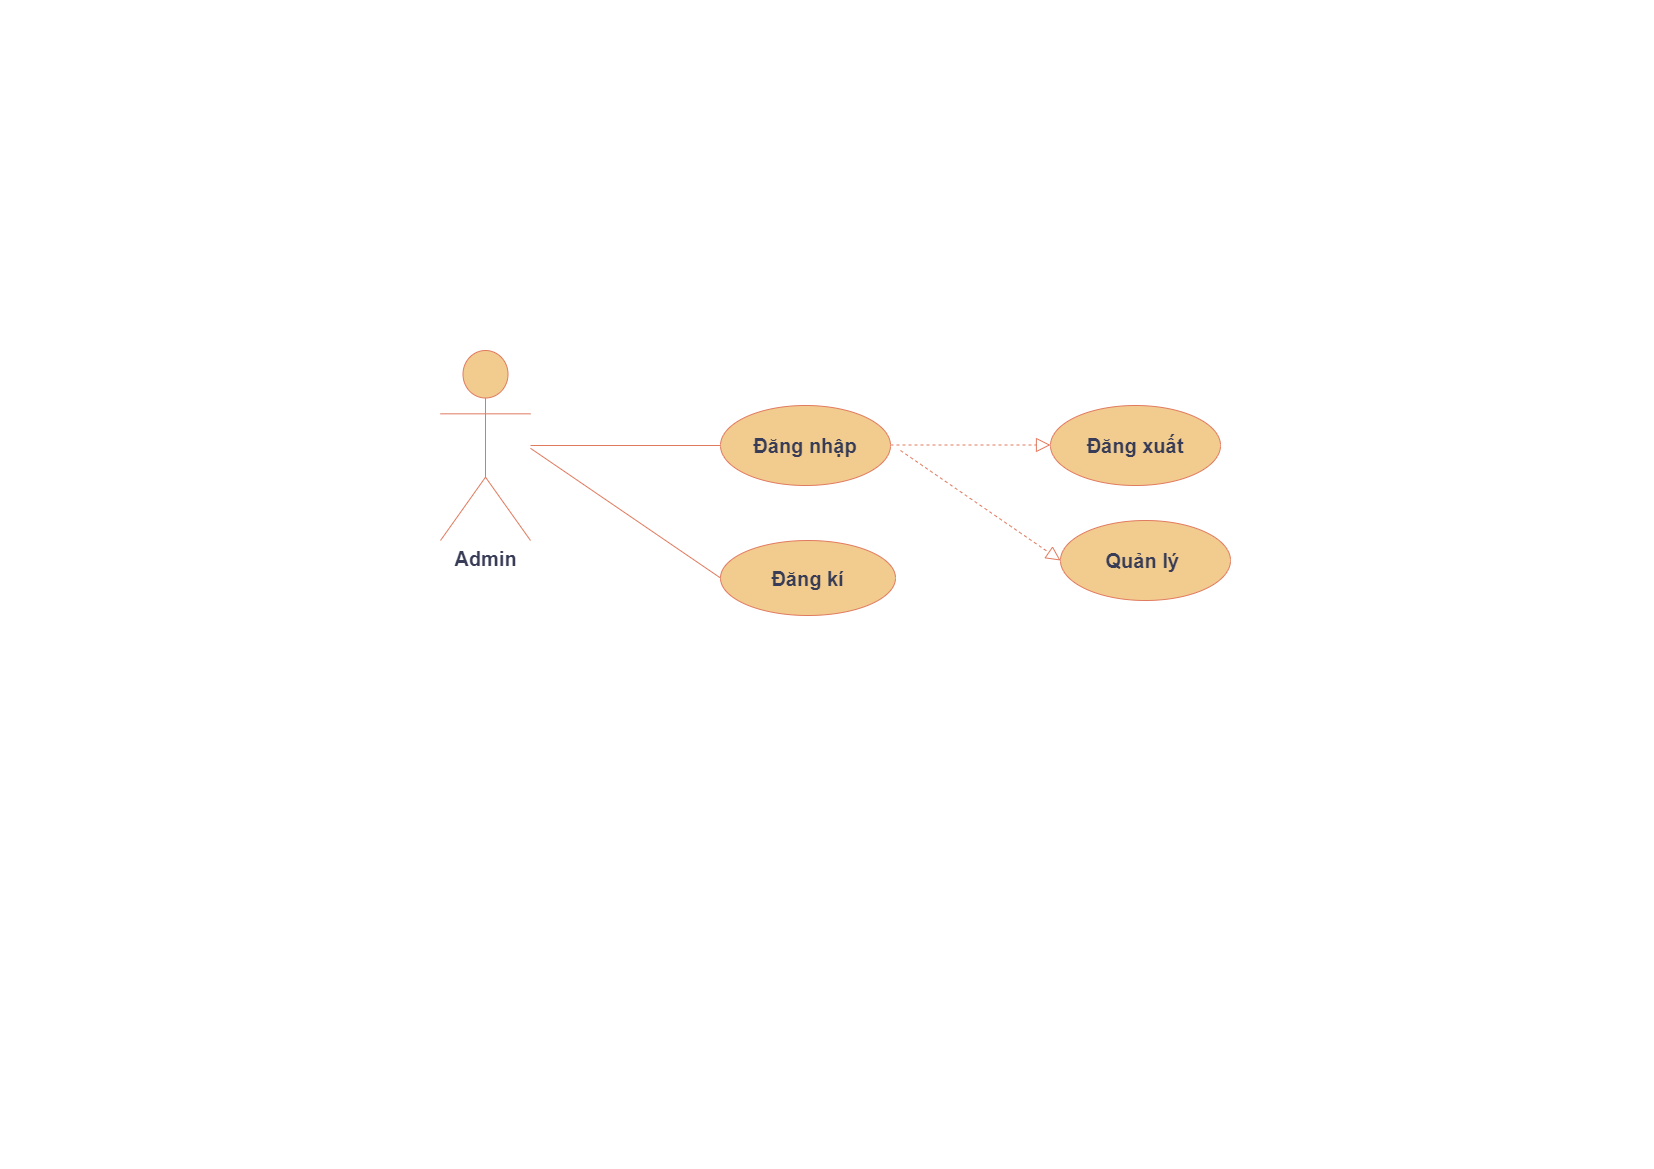 Đăng nhập
Đăng xuất
Admin
Đăng kí
Quản lý